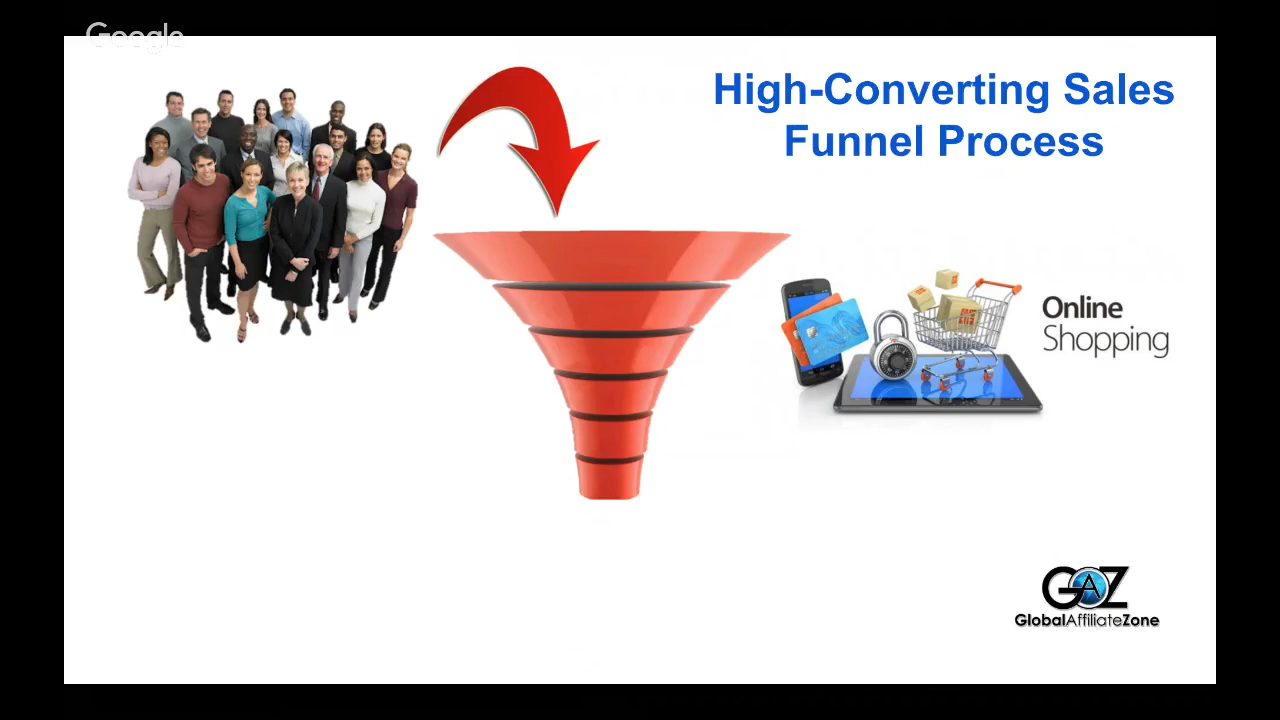 Google
High-Converting Sales
Funnel Process
Online
Shopping
GAZ
GlobalAffiliateZone